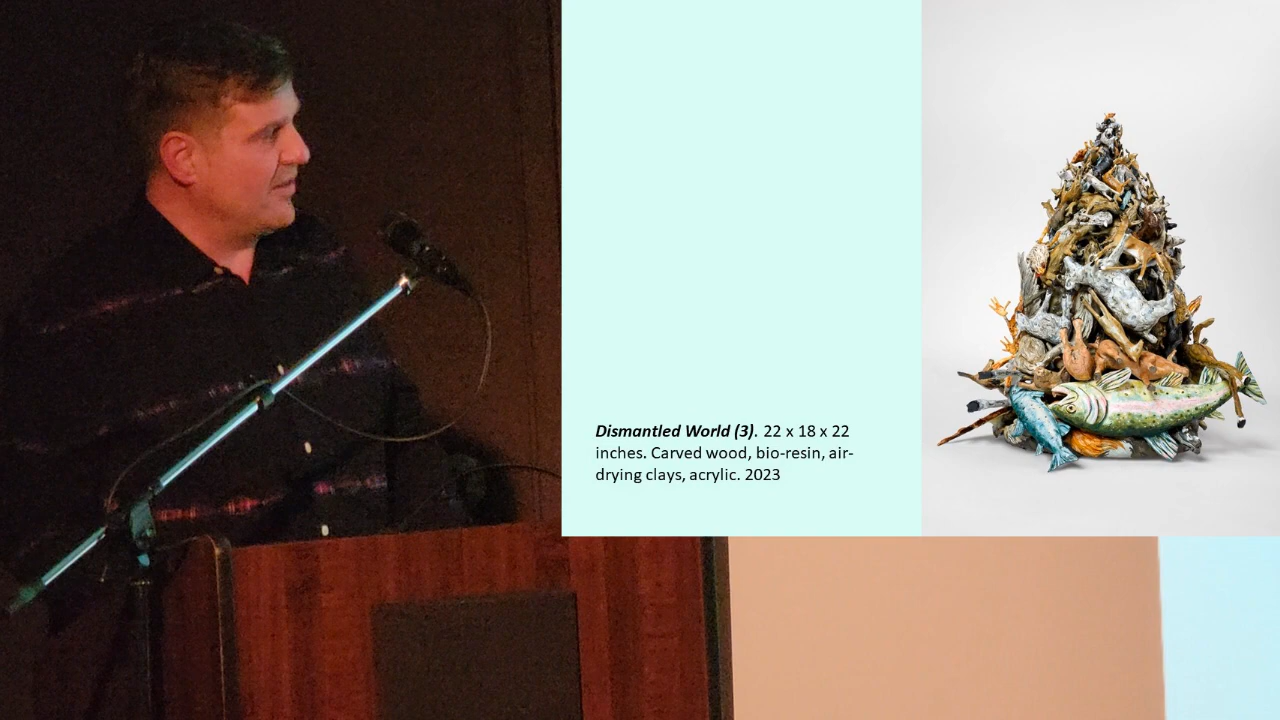 Dismantled World (3). 22 x 18 x 22
inches. Carved wood, bio-resin, air-
drying clays, acrylic. 2023